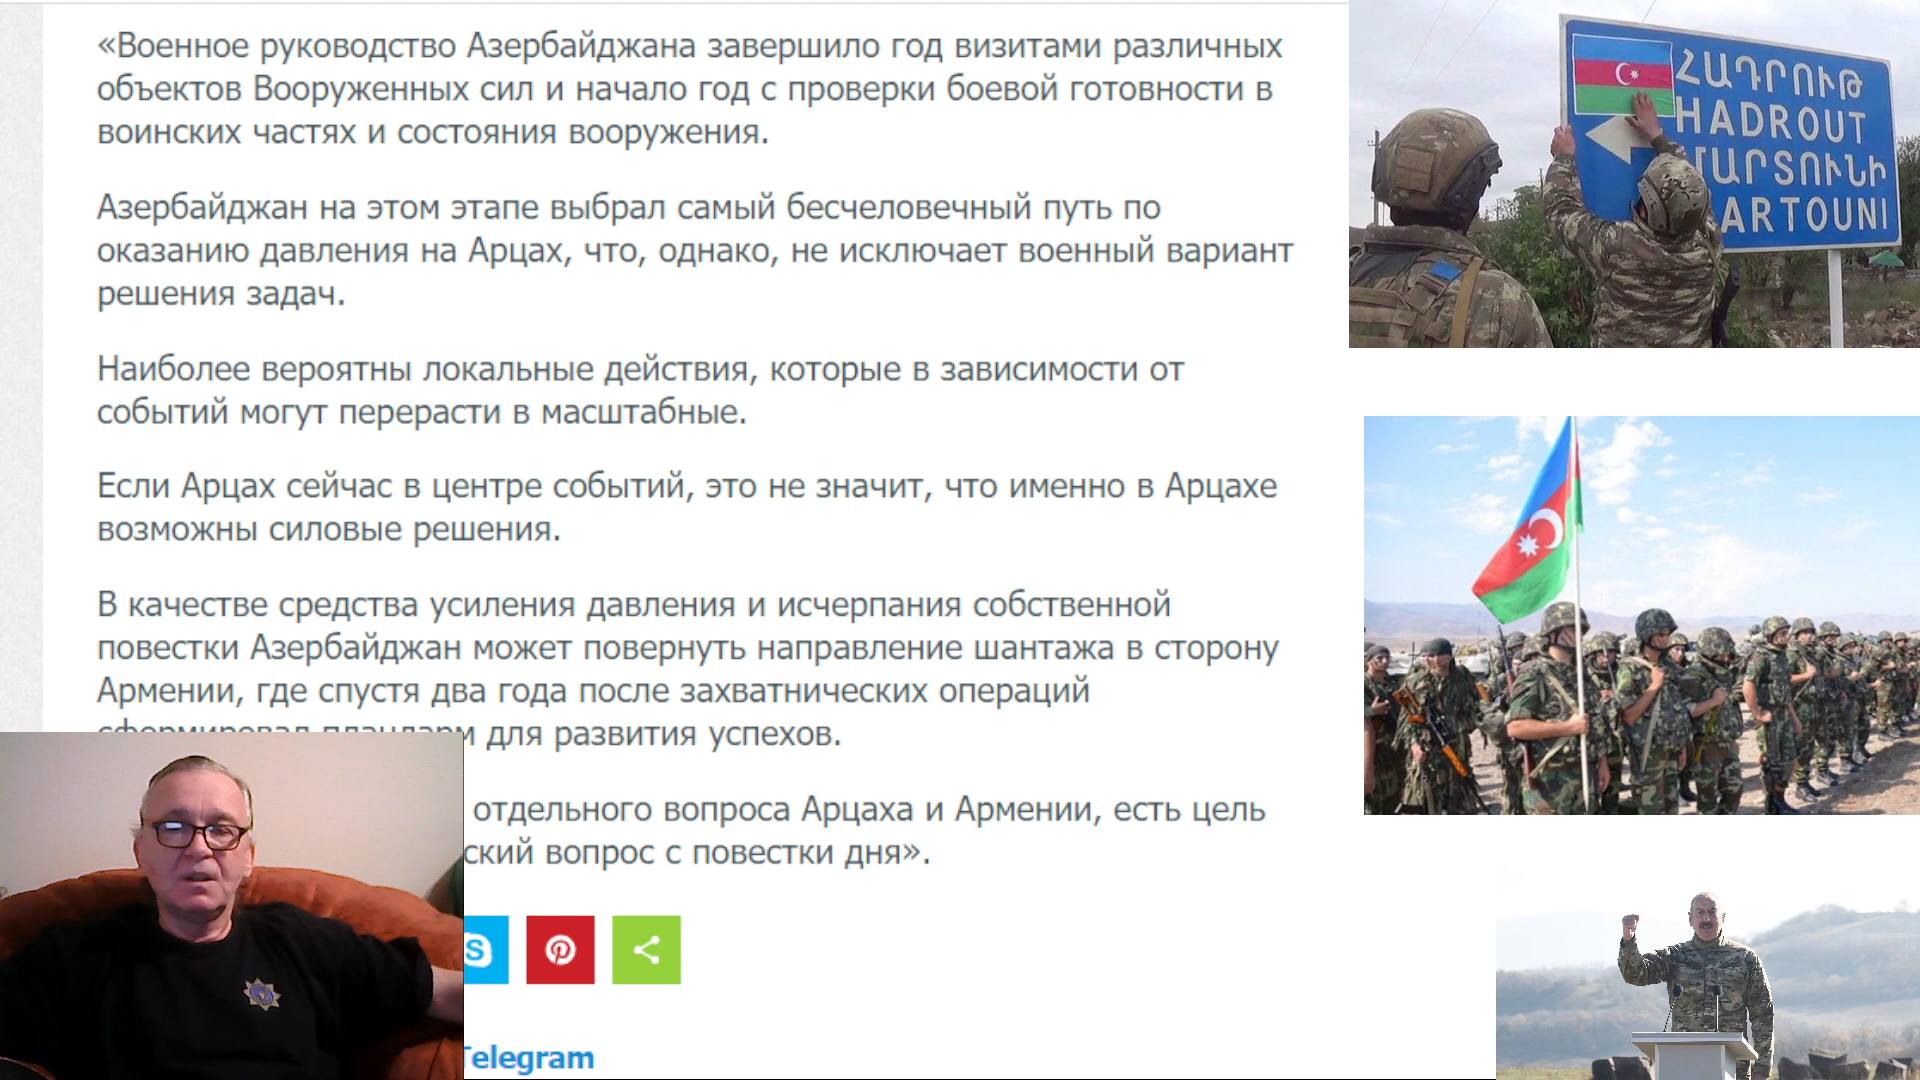 «Военное руководство Азербайджана завершило год визитами различных
объектов Вооруженных сил и начало год с проверки боевой готовности в
воинских частях и состояния вооружения.
Азербайджан на этом этапе выбрал самый бесчеловечный путь по
оказанию давления на Арцах, что, однако, не исключает военный вариант
решения задач.
Наиболее вероятны локальные действия, которые в зависимости от
событий могут перерасти в масштабные.
Если Арцах сейчас в центре событий, это не значит, что именно в Арцахе
возможны силовые решения.
В качестве средства усиления давления и исчерпания собственной
повестки Азербайджан может повернуть направление шантажа в сторону
Армении, где спустя два года после захватнических операций
сформировал плацдарм для развития успехов.
отдельного вопроса Арцаха и Армении, есть цель
ский вопрос с повестки дня».
Telegram
ՀԱԴՐՈՒԹ
HADROUT
ՄԱՐՏՈՒՆԻ
ARTOUNI